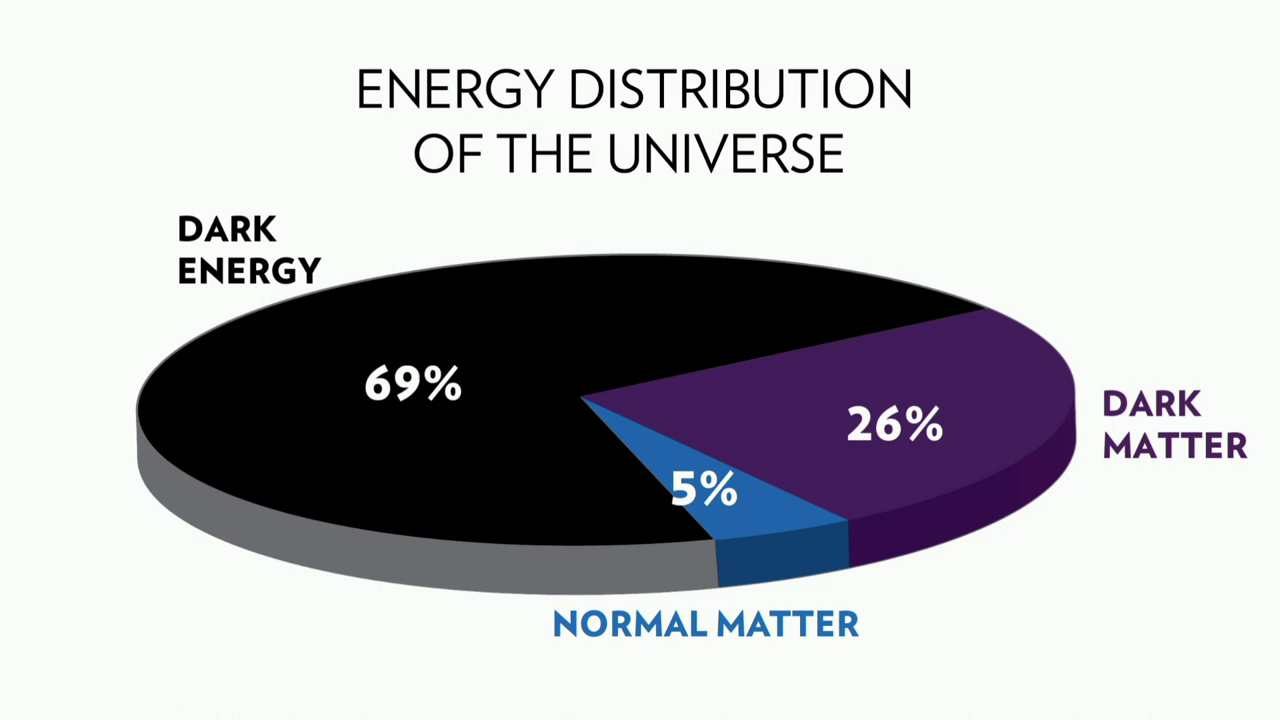 ENERGY DISTRIBUTION
OF THE UNIVERSE
DARK
ENERGY
69%
26%
DARK
MATTER
5%
NORMAL MATTER